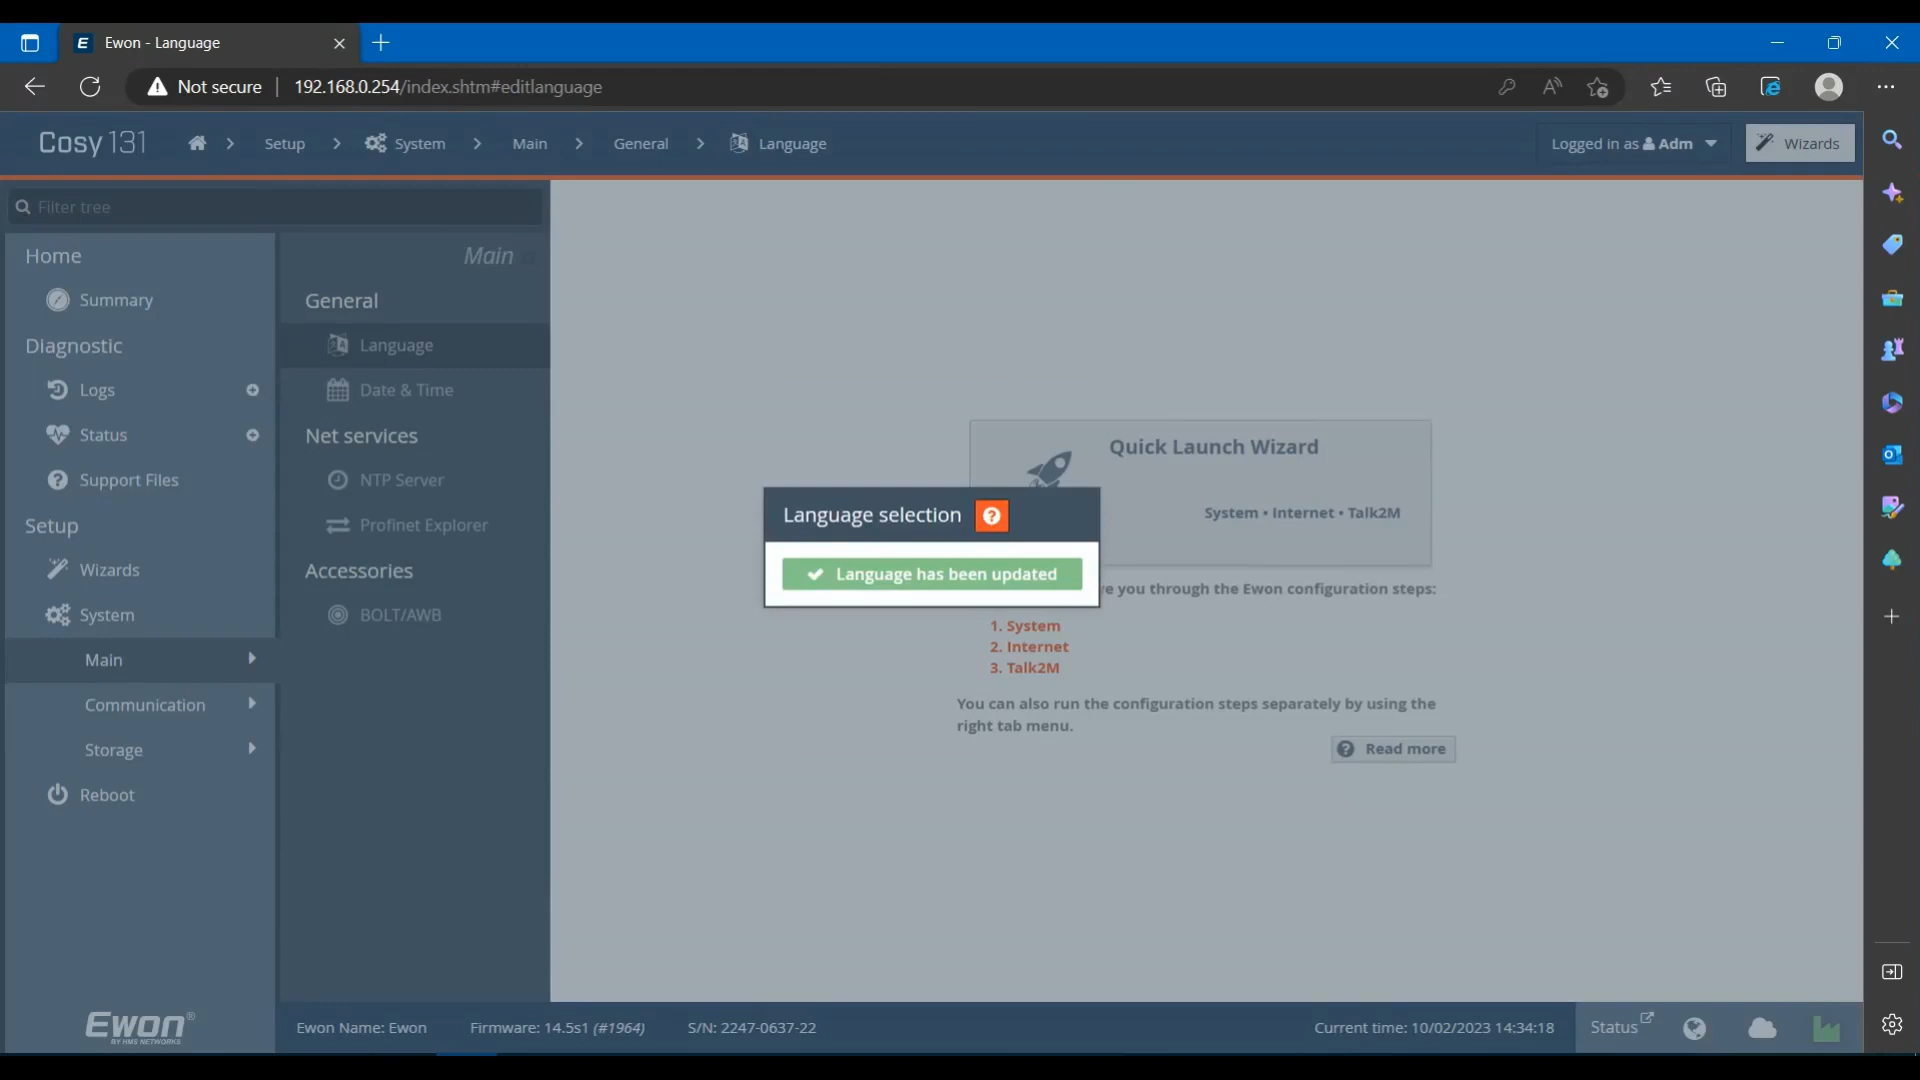 Ewon - Language
Not secure
192.168.0.254/index.shtm#editlanguage
Cosy 131
Setup
System
Main
General
Language
Logged in as Adm
Wizards
Filter tree
Home
Summary
Diagnostic
Logs
Status
Support Files
Setup
Wizards
System
Main
Communication
Storage
Reboot
Main
General
Language
Date & Time
Net services
NTP Server
Profinet Explorer
Accessories
BOLT/AWB
Quick Launch Wizard
System • Internet • Talk2M
Language selection
Language has been updated
e you through the Ewon configuration steps:
1. System
2. Internet
3. Talk2M
You can also run the configuration steps separately by using the
right tab menu.
Read more
Ewon®
BY HMS NETWORKS
Ewon Name: Ewon
Firmware: 14.5s1 (#1964)
S/N: 2247-0637-22
Current time: 10/02/2023 14:34:18
Status